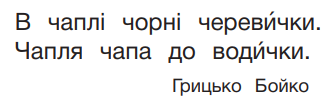 В чаплі чорні череви́чки.
Чапля чапа до води́чки.
Грицько Бойко